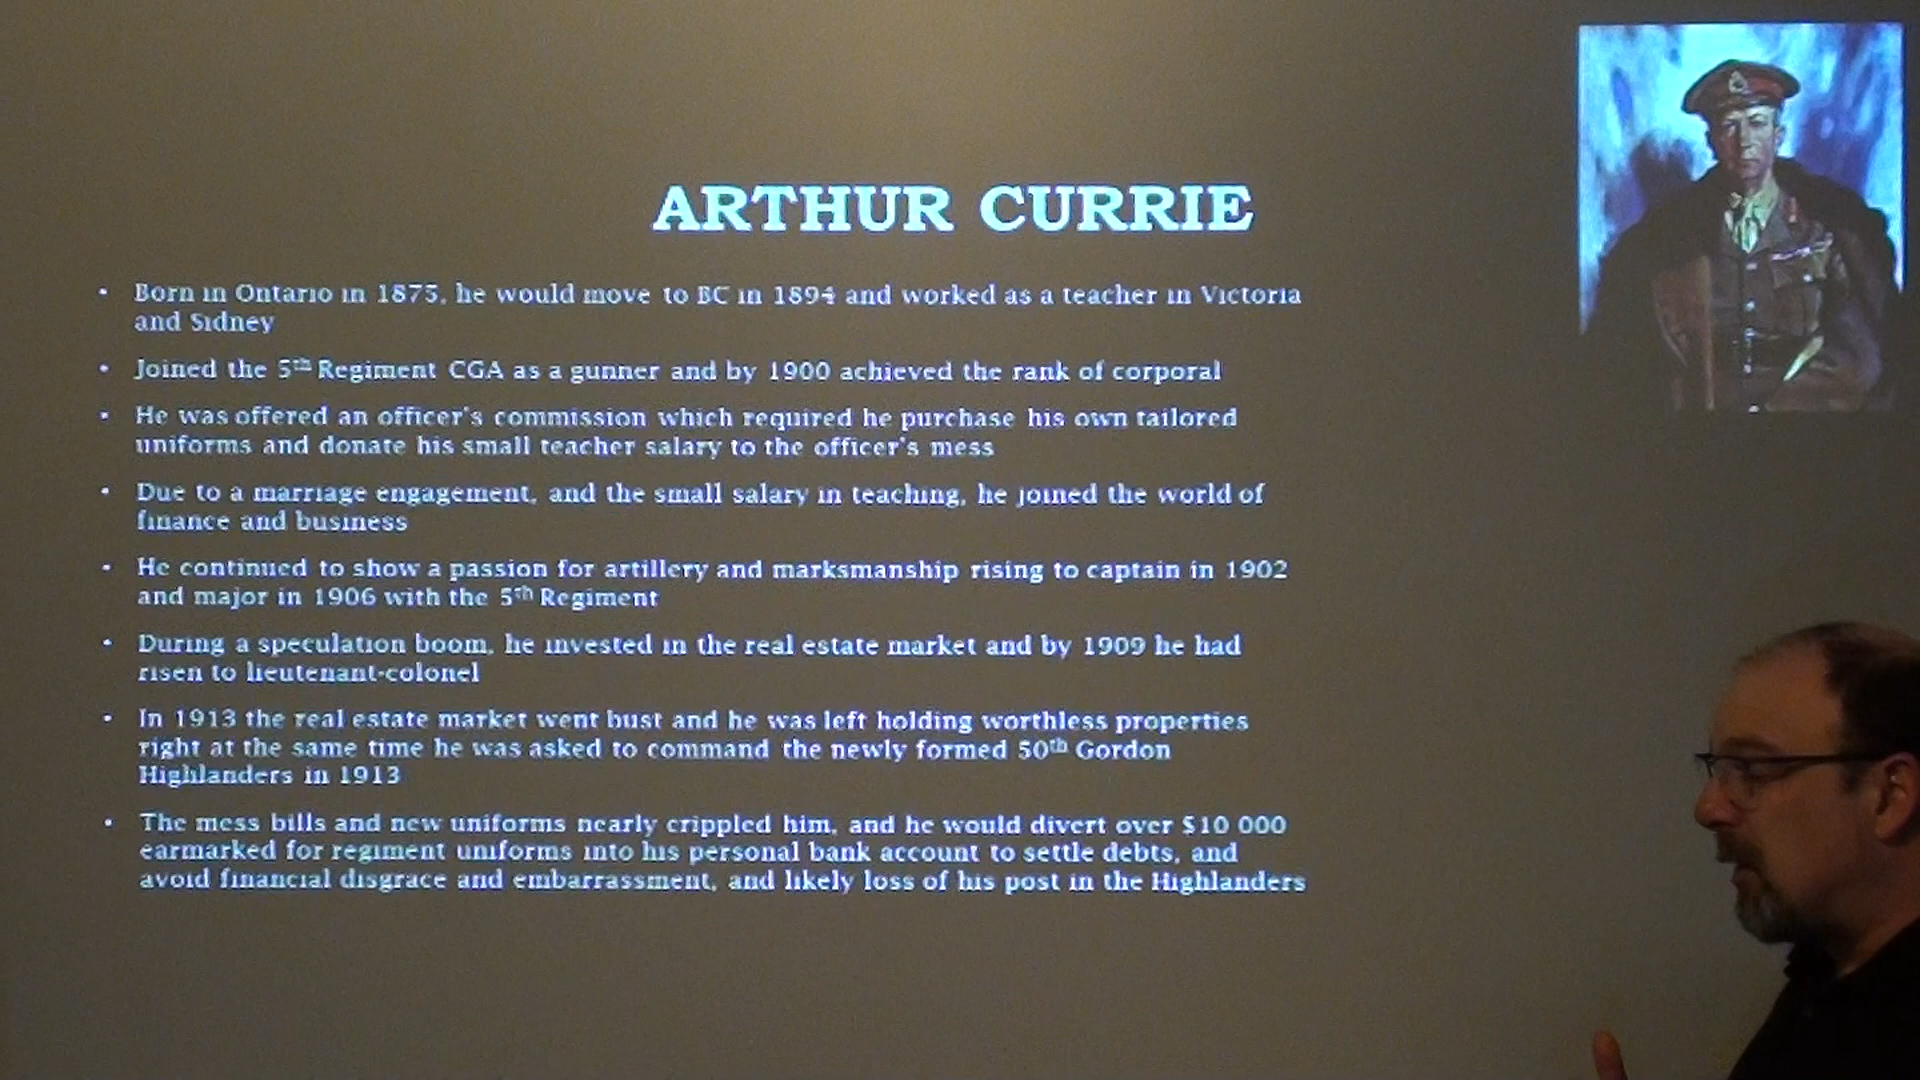 ARTHUR CURRIE
• Born in Ontario in 1875, he would move to BC in 1894 and worked as a teacher in Victoria
and Sidney
• Joined the 5th Regiment CGA as a gunner and by 1900 achieved the rank of corporal
• He was offered an officer's commission which required he purchase his own tailored
uniforms and donate his small teacher salary to the officer's mess
• Due to a marriage engagement, and the small salary in teaching, he joined the world of
finance and business
• He continued to show a passion for artillery and marksmanship rising to captain in 1902
and major in 1906 with the 5th Regiment
• During a speculation boom, he invested in the real estate market and by 1909 he had
risen to lieutenant-colonel
• In 1913 the real estate market went bust and he was left holding worthless properties
right at the same time he was asked to command the newly formed 50th Gordon
Highlanders in 1913
• The mess bills and new uniforms nearly crippled him, and he would divert over $10 000
earmarked for regiment uniforms into his personal bank account to settle debts, and
avoid financial disgrace and embarrassment, and likely loss of his post in the Highlanders